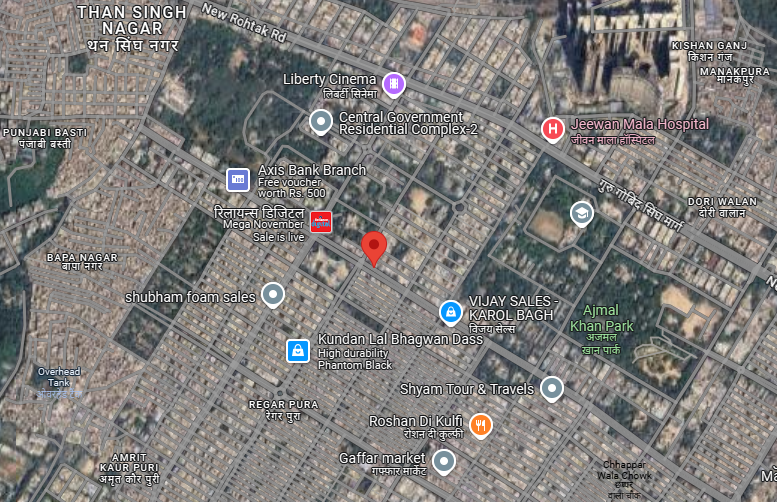 THAN SINGH
NAGAR
थन सिंघ नगर
New Rohtak Rd
KISHAN GANJ
किशन गंज
MANAKPURA
मानकपुर
Liberty Cinema
लिबर्टी सिनेमा
Central Government
Residential Complex-2
Jeewan Mala Hospital
जीवन माला हॉस्पिटल
PUNJABI BASTI
पंजाबी बस्ती
Axis Bank Branch
Free voucher
worth Rs. 500
गुरु गोबिंद सिंघ मार्ग
DORI WALAN
दोरी वालान
रिलायन्स डिजिटल
Mega November
Sale is live
BAPA NAGAR
बापा नगर
shubham foam sales
VIJAY SALES -
KAROL BAGH
विजय सेल्स
Ajmal
Khan Park
अजमल
ख़ान पार्क
Kundan Lal Bhagwan Dass
High durability
Phantom Black
Overhead
Tank
Shyam Tour & Travels
REGAR PURA
रेगर पुरा
Roshan Di Kulfi
रोशन दी कुल्फी
Gaffar market
गफ्फार मार्केट
AMRIT
KAUR PURI
अमृत कौर पुरी
Chhappar
Wala Chowk
छप्पर
वाला चौक